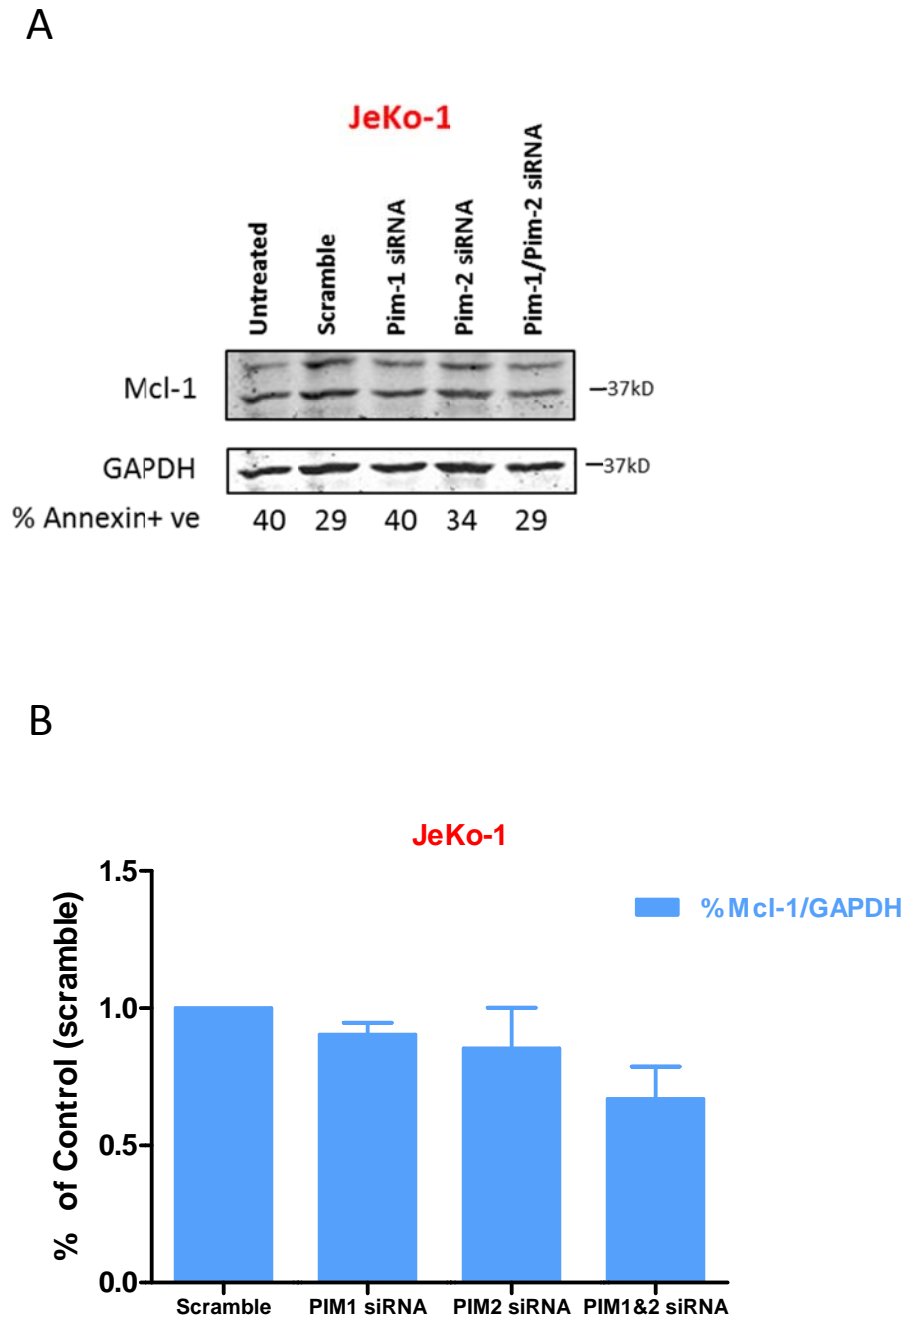 A
JeKo-1
Untreated
Scramble
Pim-1 siRNA
Pim-2 siRNA
Pim-1/Pim-2 siRNA
Mcl-1
—37kD
GAPDH
—37kD
% Annexin+ ve 40 29 40 34 29
B
JeKo-1
%Mcl-1/GAPDH
% of Control (scramble)
1.5
1.0
0.5
0.0
Scramble PIM1 siRNA PIM2 siRNA PIM1&2 siRNA